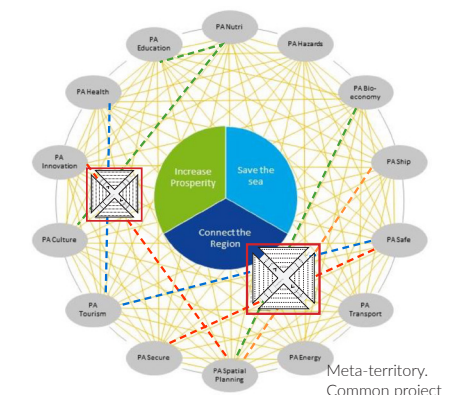 PA Nutri
PA
Education
PA Hazards
PA Health
PA Bio-
economy
PA
Innovation
PA Ship
Increase
Prosperity
Save the
sea
Connect the
Region
PA Culture
PA Safe
PA
Tourism
PA
Transport
PA Secure
PA Spatial
Planning
PA Energy
Meta-territory.
Common project